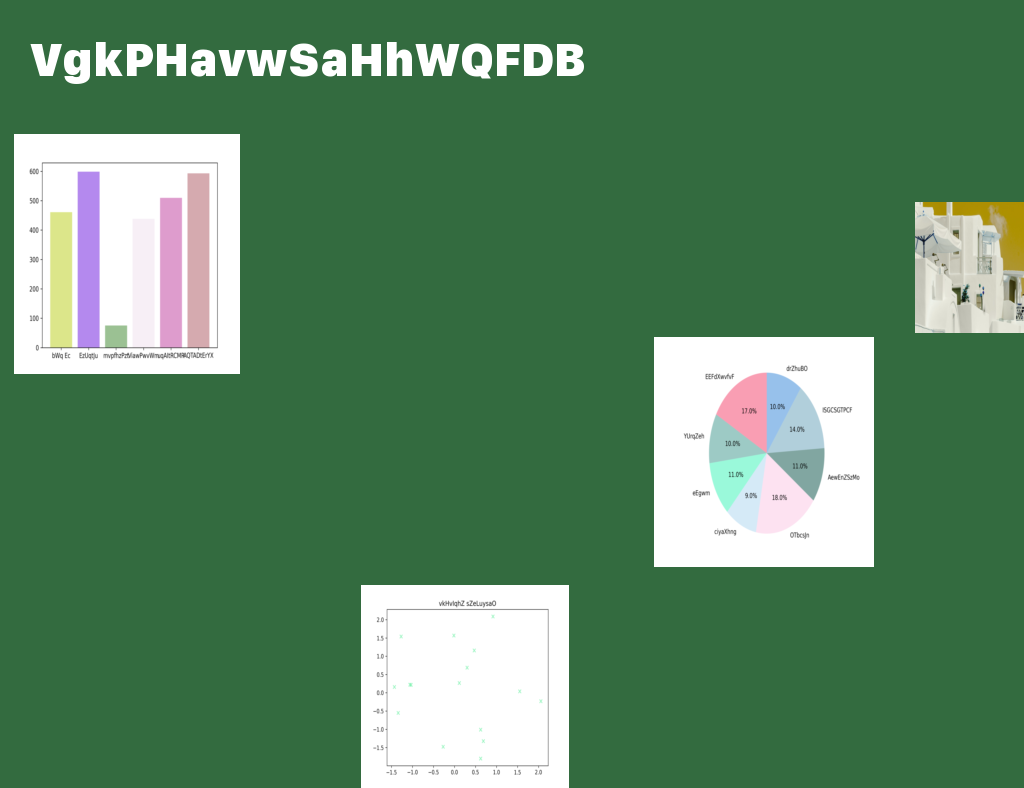 VgkPHavwSaHhWQFDB
600
500
400
300
200
100
0
bWq Ec
EzUqtJu
drZhuBO
EEFdXwvfvF
ISGCSGTPCF
YUrqZeh
AewEnZSzMo
eEgwm
ciyaXhng
OTbcsJn
17.0%
10.0%
14.0%
10.0%
11.0%
11.0%
9.0%
18.0%
vkHvIqhZ sZeLuysaO
2.0
1.5
1.0
0.5
0.0
−0.5
−1.0
−1.5
−1.5 −1.0 −0.5 0.0 0.5 1.0 1.5 2.0